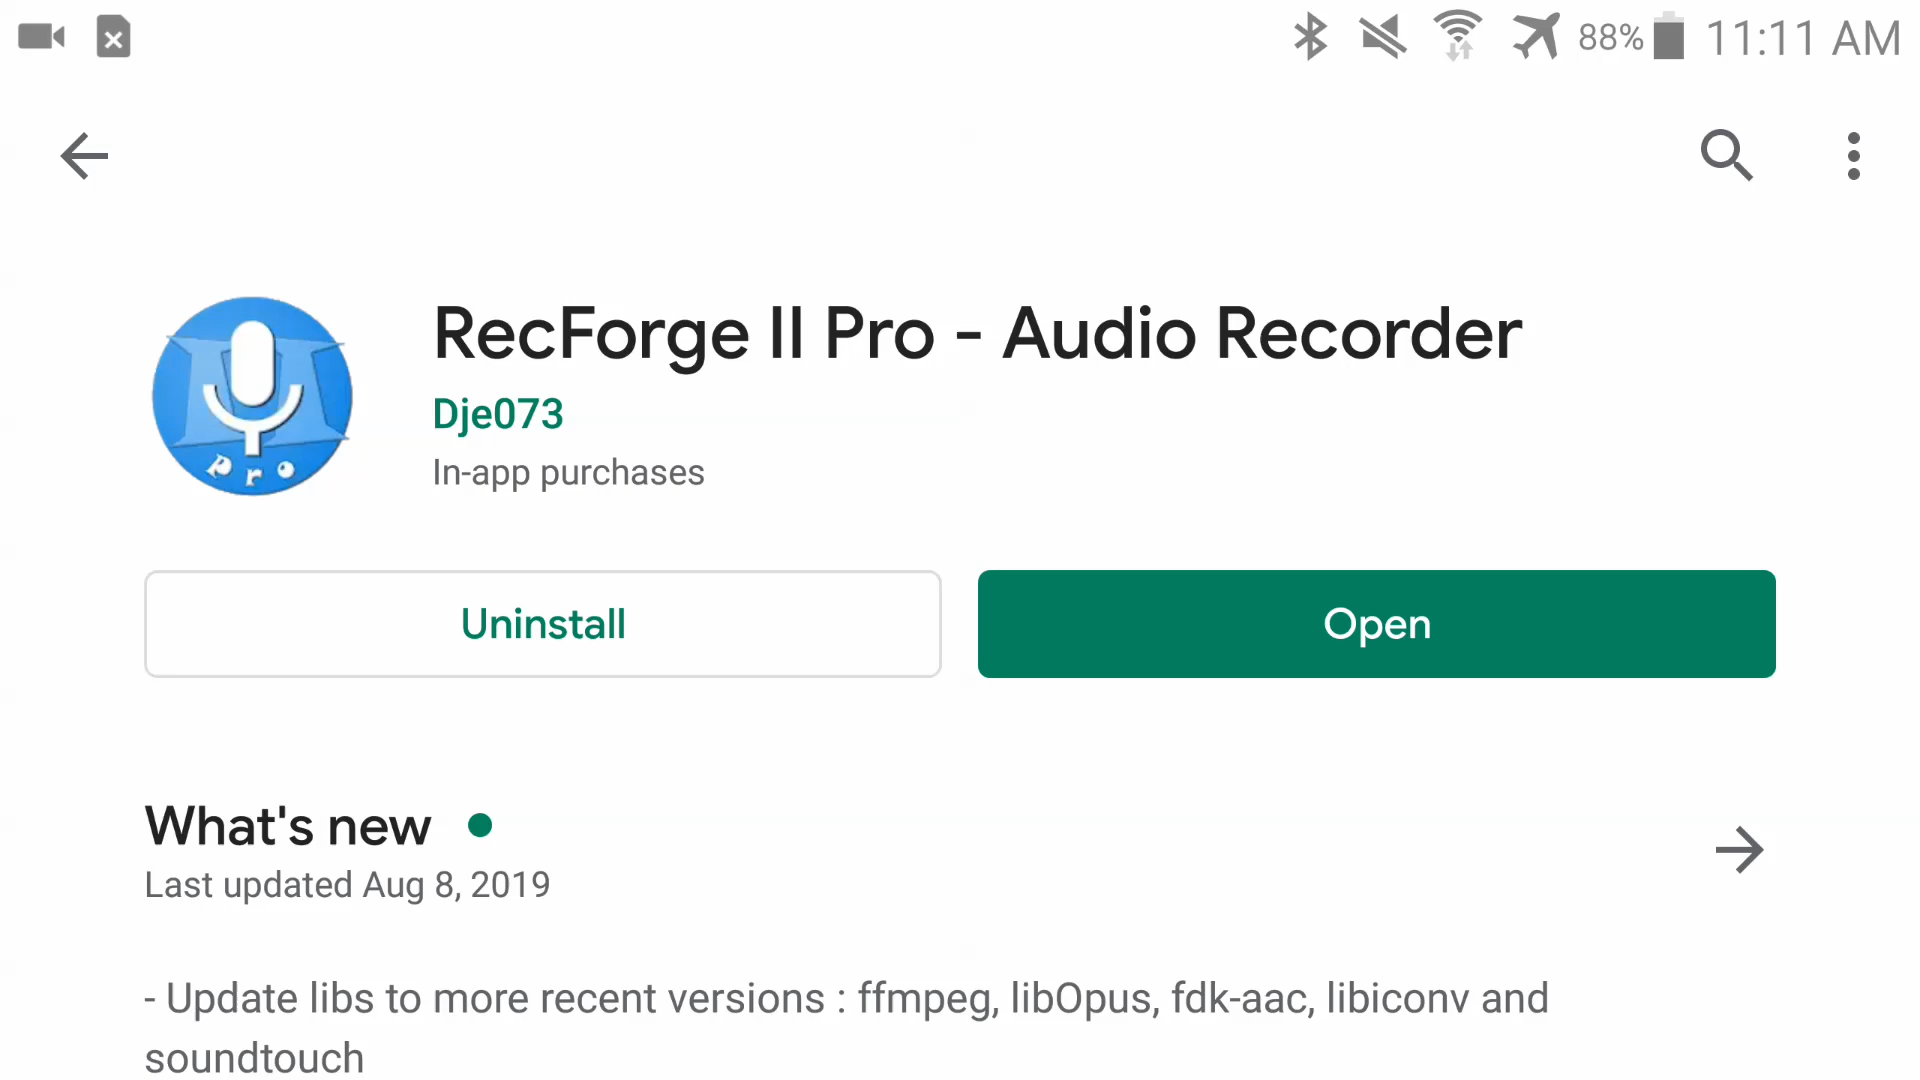 88% 11:11 AM
RecForge II Pro - Audio Recorder
Dje073
In-app purchases
Pro
Uninstall
Open
What's new
Last updated Aug 8, 2019
- Update libs to more recent versions : ffmpeg, libOpus, fdk-aac, libiconv and
soundtouch